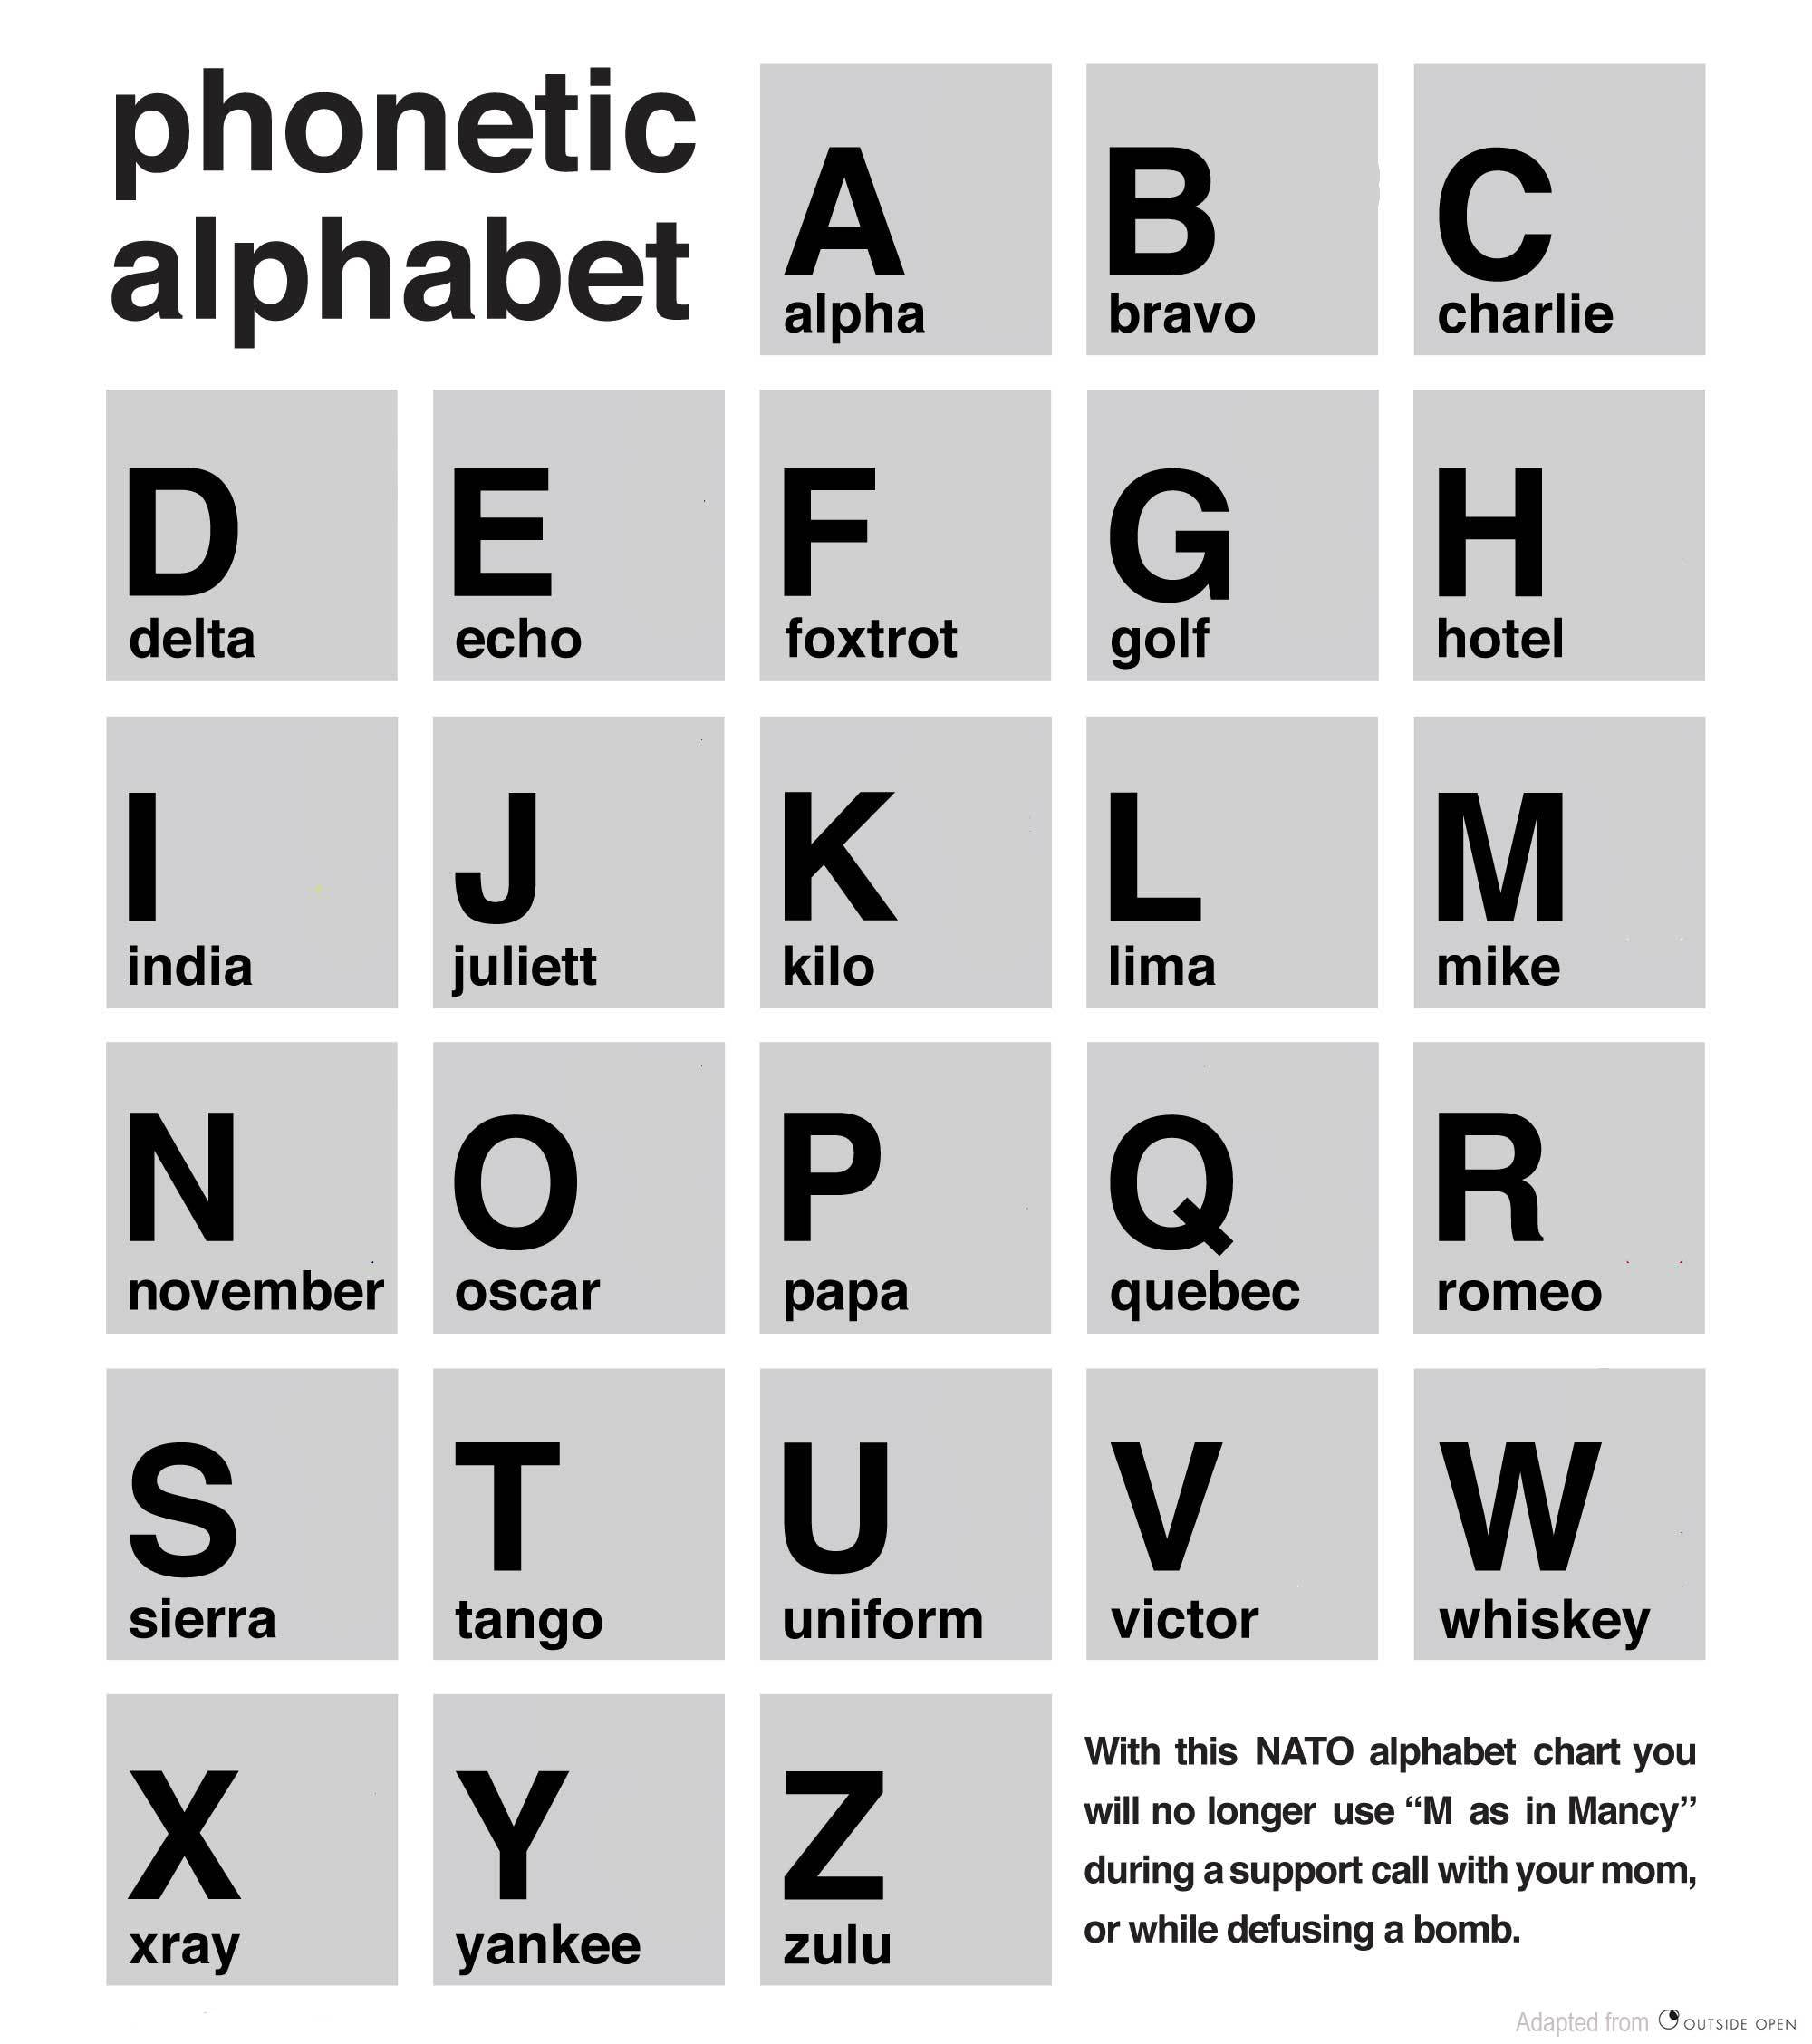 phonetic
alphabet
A
alpha
B
bravo
C
charlie
D
delta
E
echo
F
foxtrot
G
golf
H
hotel
I
india
J
juliett
K
kilo
L
lima
M
mike
N
november
O
oscar
P
papa
Q
quebec
R
romeo
S
sierra
T
tango
U
uniform
V
victor
W
whiskey
X
xray
Y
yankee
Z
zulu
With this NATO alphabet chart you
will no longer use “M as in Mancy”
during a support call with your mom,
or while defusing a bomb.
Adapted from OUTSIDE OPEN